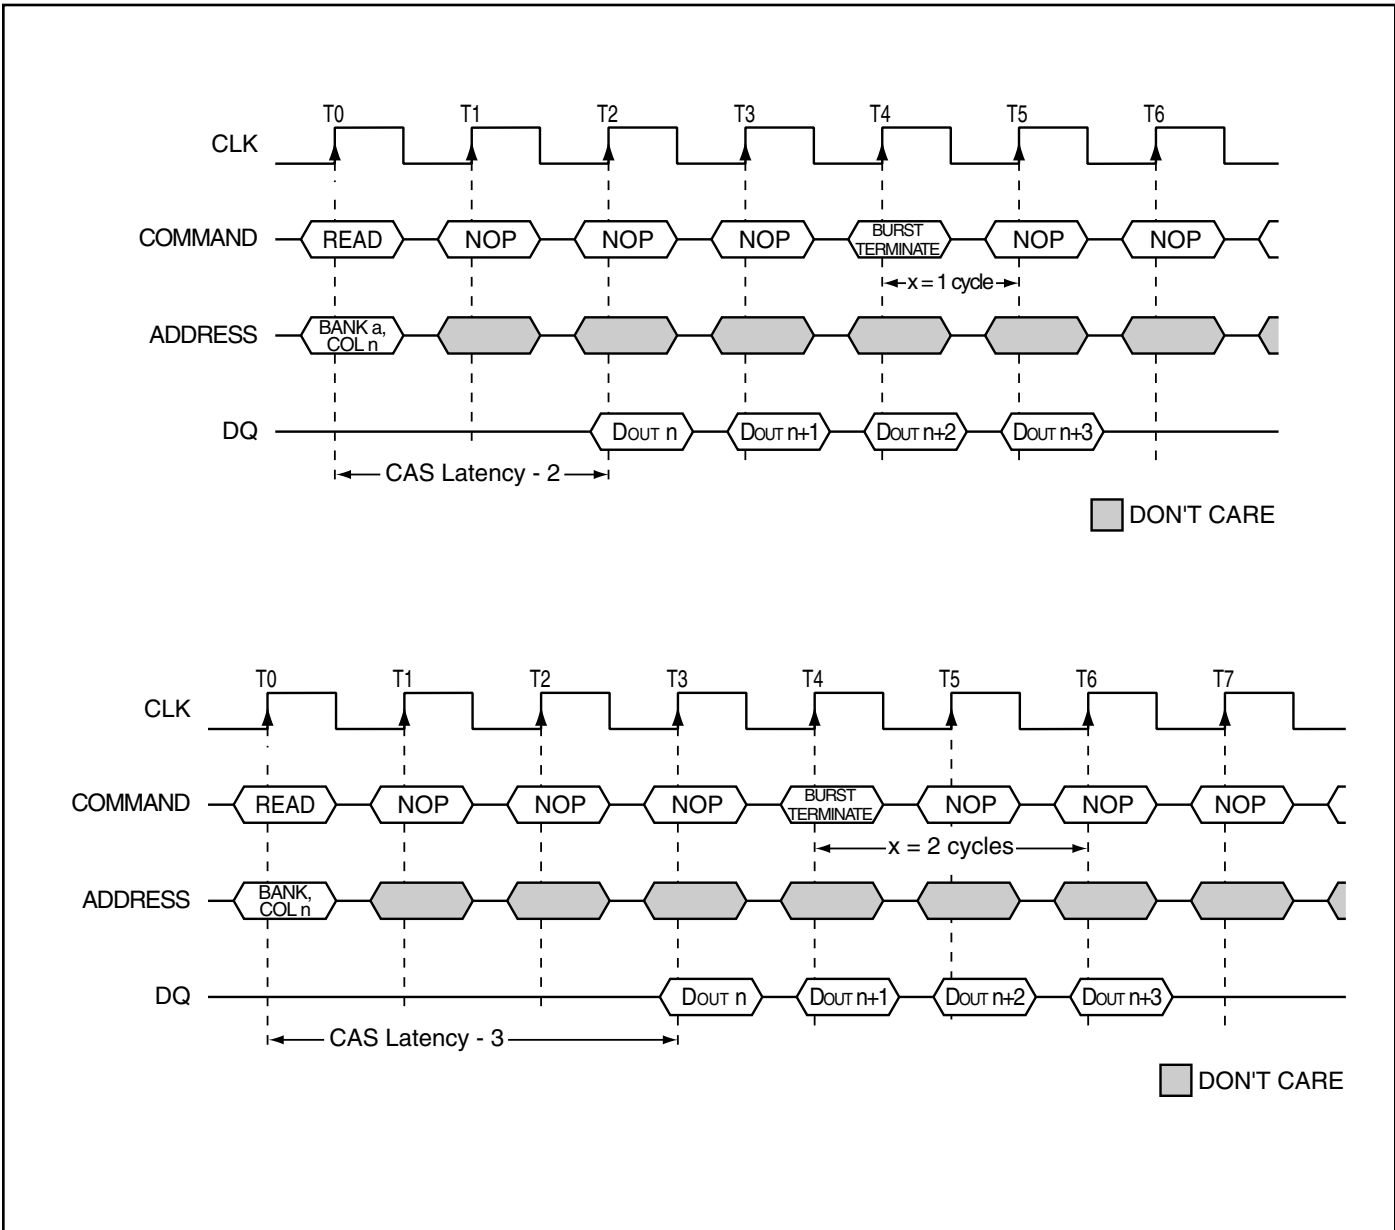 T0 T1 T2 T3 T4 T5 T6
CLK
COMMAND READ NOP NOP NOP BURST TERMINATE NOP NOP
x = 1 cycle
ADDRESS BANK a, COL n
DQ DOUT n DOUT n+1 DOUT n+2 DOUT n+3
CAS Latency - 2
DON'T CARE
T0 T1 T2 T3 T4 T5 T6 T7
CLK
COMMAND READ NOP NOP NOP BURST TERMINATE NOP NOP NOP
x = 2 cycles
ADDRESS BANK, COL n
DQ DOUT n DOUT n+1 DOUT n+2 DOUT n+3
CAS Latency - 3
DON'T CARE